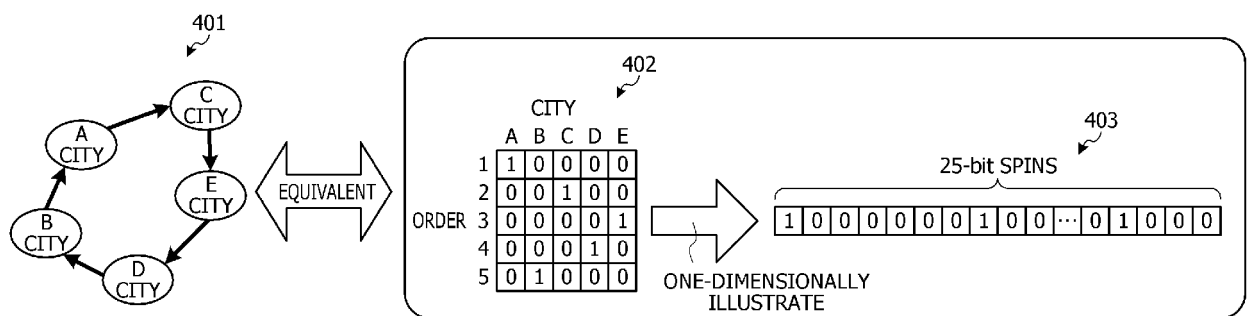 401
C
CITY
A
CITY
E
CITY
B
CITY
D
CITY
EQUIVALENT
402
CITY
A B C D E
1 1 0 0 0 0
2 0 0 1 0 0
ORDER 3 0 0 0 0 1
4 0 0 0 1 0
5 0 1 0 0 0
ONE-DIMENSIONALLY
ILLUSTRATE
403
25-bit SPINS
1 0 0 0 0 0 0 0 1 0 0 ... 0 1 0 0 0